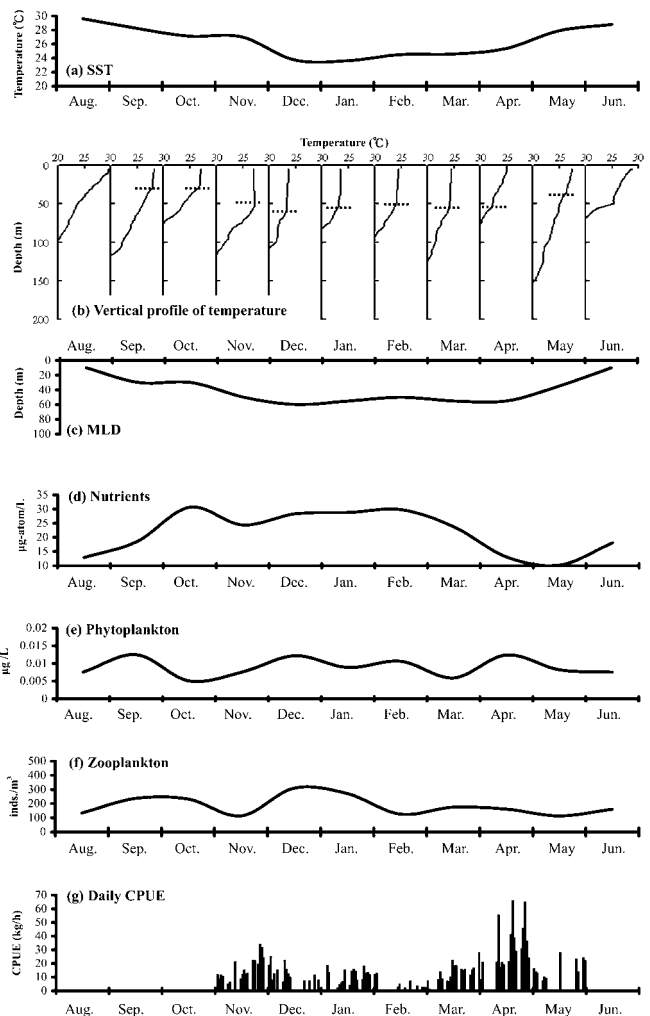 Temperature (℃)
30
28
26
24
22
20
(a) SST
Aug. Sep. Oct. Nov. Dec. Jan. Feb. Mar. Apr. May Jun.
Temperature (℃)
20 25 30 25 30 25 30 25 30 25 30 25 30 25 30 25 30 25 30 25 30 25 30
Depth (m)
0
50
100
150
200
(b) Vertical profile of temperature
Aug. Sep. Oct. Nov. Dec. Jan. Feb. Mar. Apr. May Jun.
Depth (m)
0
20
40
60
80
100
(c) MLD
(d) Nutrients
µg-atom/L
35
30
25
20
15
10
Aug. Sep. Oct. Nov. Dec. Jan. Feb. Mar. Apr. May Jun.
(e) Phytoplankton
µg /L
0.02
0.015
0.01
0.005
0
Aug. Sep. Oct. Nov. Dec. Jan. Feb. Mar. Apr. May Jun.
(f) Zooplankton
inds./m³
500
400
300
200
100
0
Aug. Sep. Oct. Nov. Dec. Jan. Feb. Mar. Apr. May Jun.
(g) Daily CPUE
CPUE (kg/h)
70
60
50
40
30
20
10
0
Aug. Sep. Oct. Nov. Dec. Jan. Feb. Mar. Apr. May Jun.